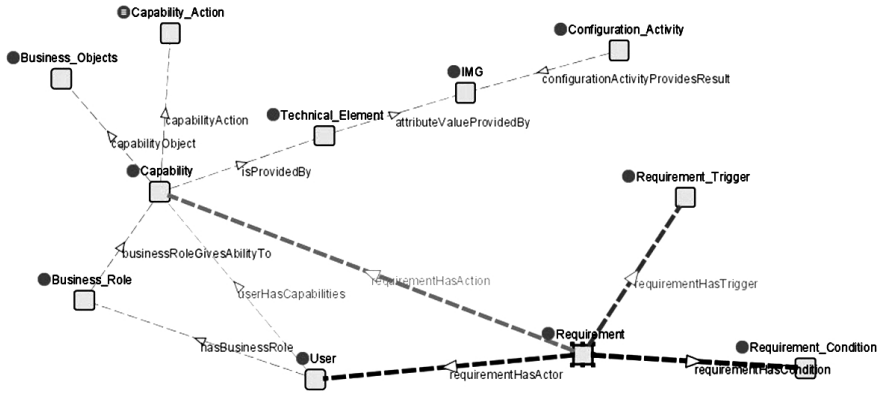 Capability_Action
Configuration_Activity
Business_Objects
IMG
configurationActivityProvidesResult
Technical_Element
capabilityAction
attributeValueProvidedBy
capabilityObject
Capability
isProvidedBy
Requirement_Trigger
businessRoleGivesAbilityTo
Business_Role
requirementHasAction
requirementHasTrigger
userHasCapabilities
Requirement
hasBusinessRole
User
Requirement_Condition
requirementHasActor
requirementHasCondition